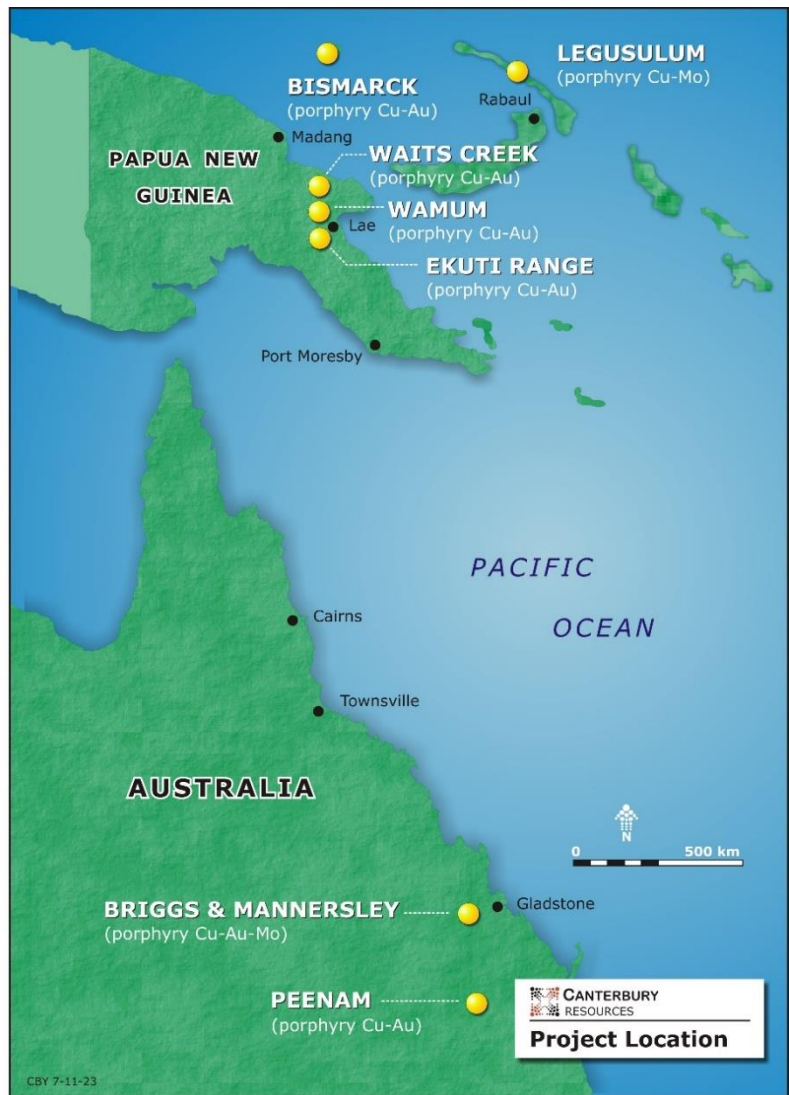 LEGUSULUM
(porphyry Cu-Mo)
BISMARCK
(porphyry Cu-Au)
Rabaul
Madang
PAPUA NEW
GUINEA
WAITS CREEK
(porphyry Cu-Au)
WAMUM
(porphyry Cu-Au)
Lae
EKUTI RANGE
(porphyry Cu-Au)
Port Moresby
PACIFIC
OCEAN
Cairns
Townsville
AUSTRALIA
N
0 500 km
BRIGGS & MANNERSLEY
(porphyry Cu-Au-Mo)
Gladstone
PEENAM
(porphyry Cu-Au)
CANTERBURY
RESOURCES
Project Location
CBY 7-11-23